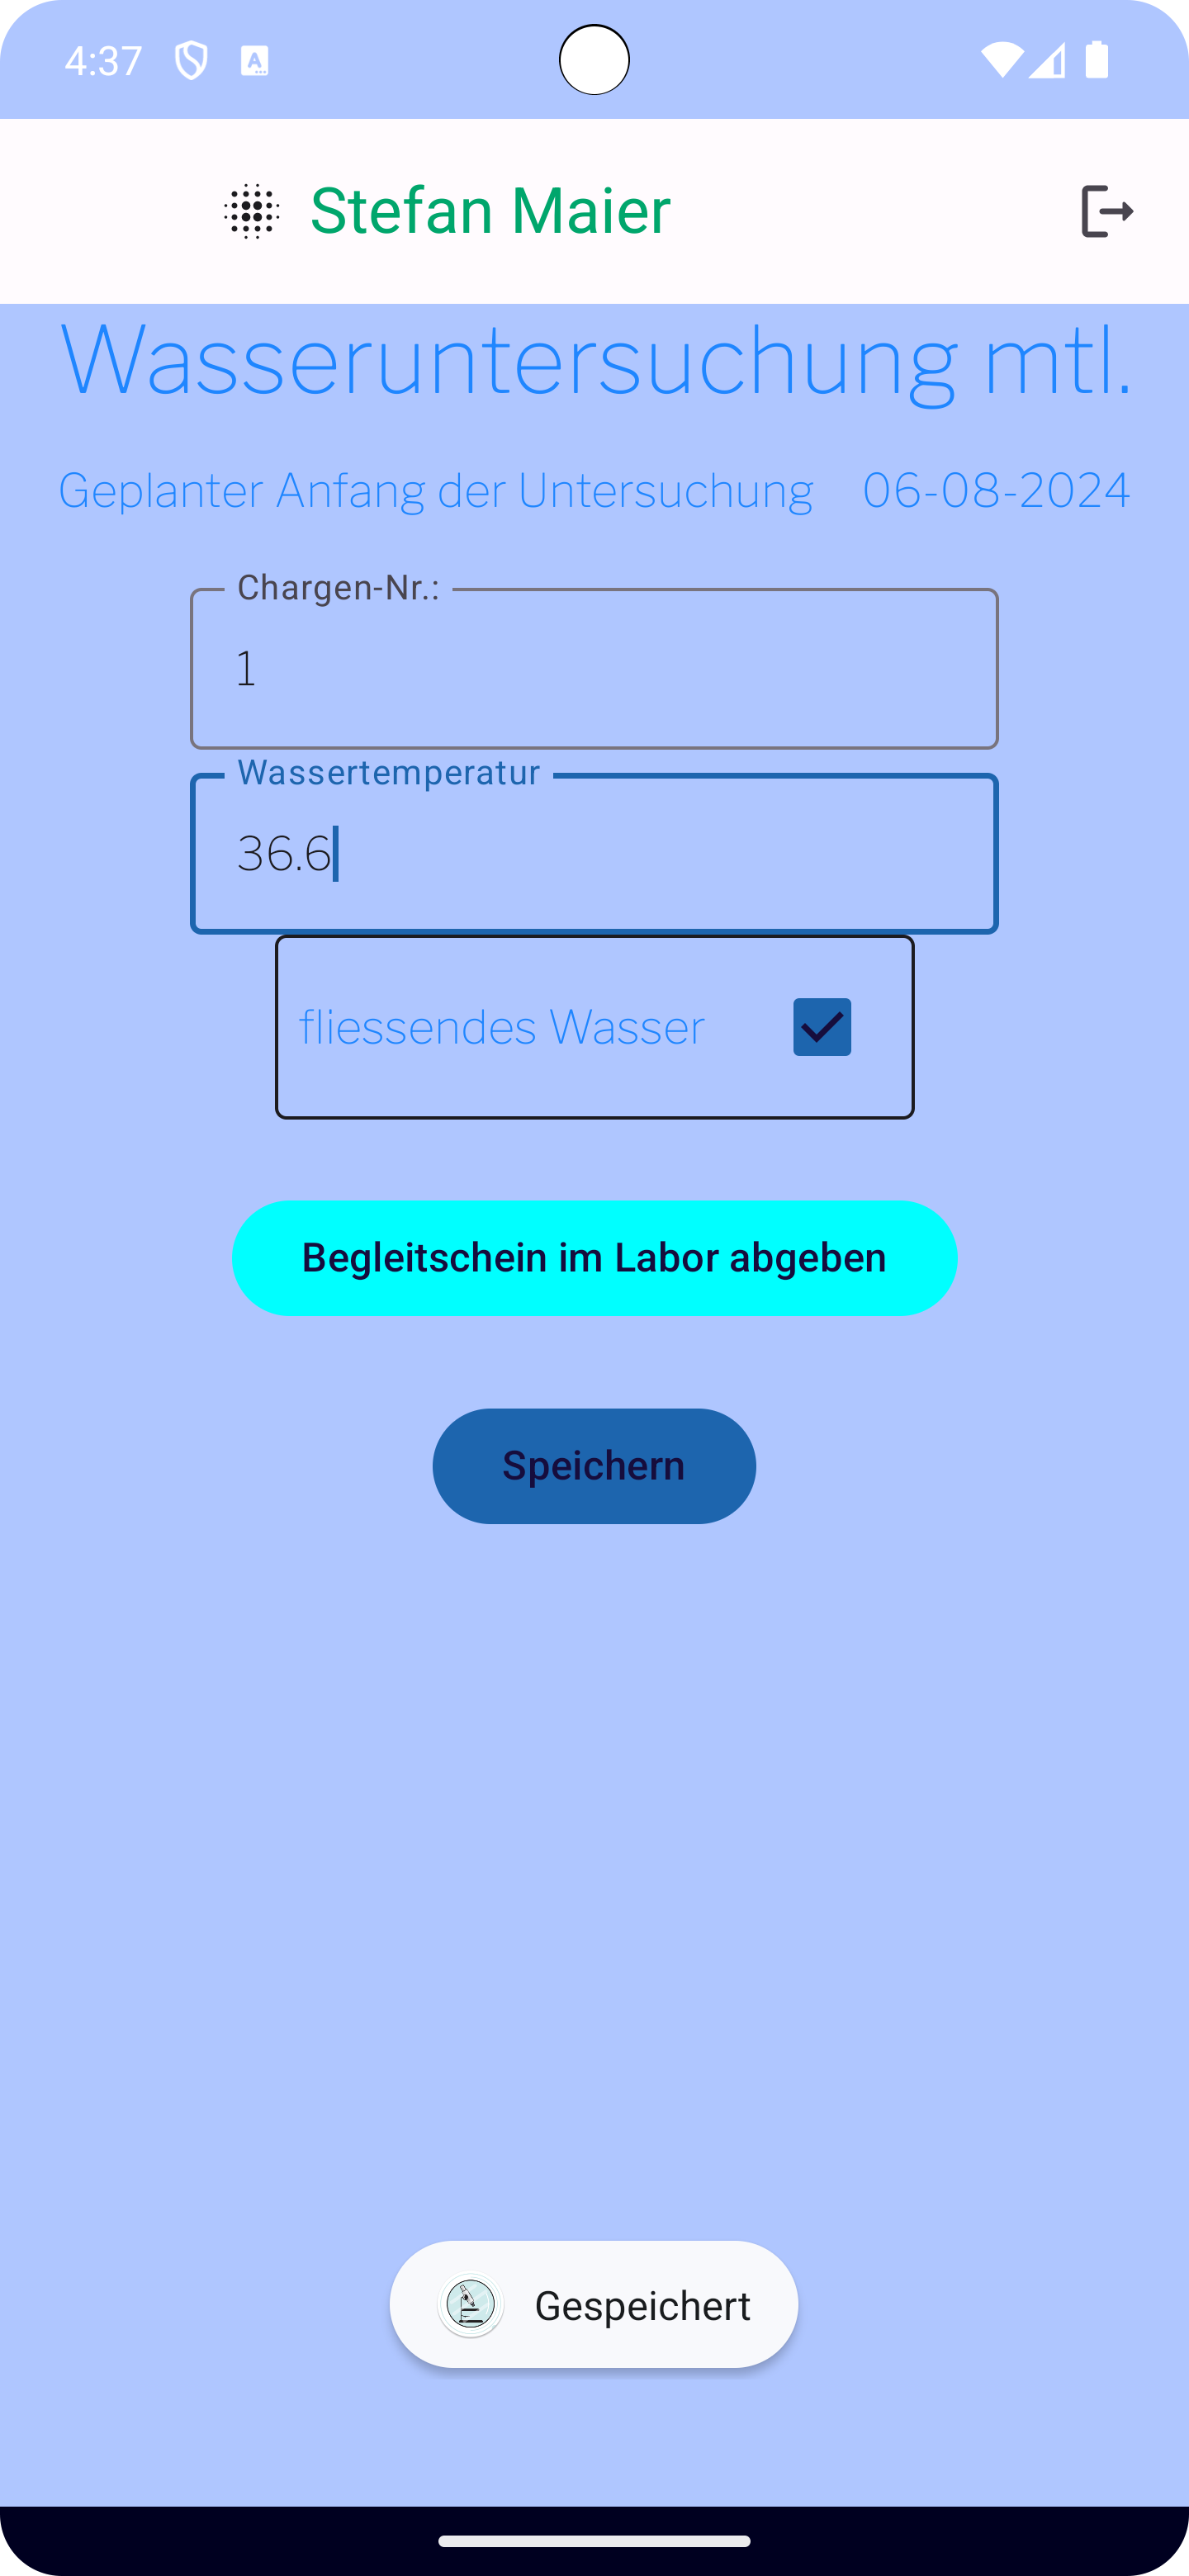 4:37
Stefan Maier
Wasseruntersuchung mtl.
Geplanter Anfang der Untersuchung 06-08-2024
Chargen-Nr.:
1
Wassertemperatur
36.6
fliessendes Wasser
Begleitschein im Labor abgeben
Speichern
Gespeichert